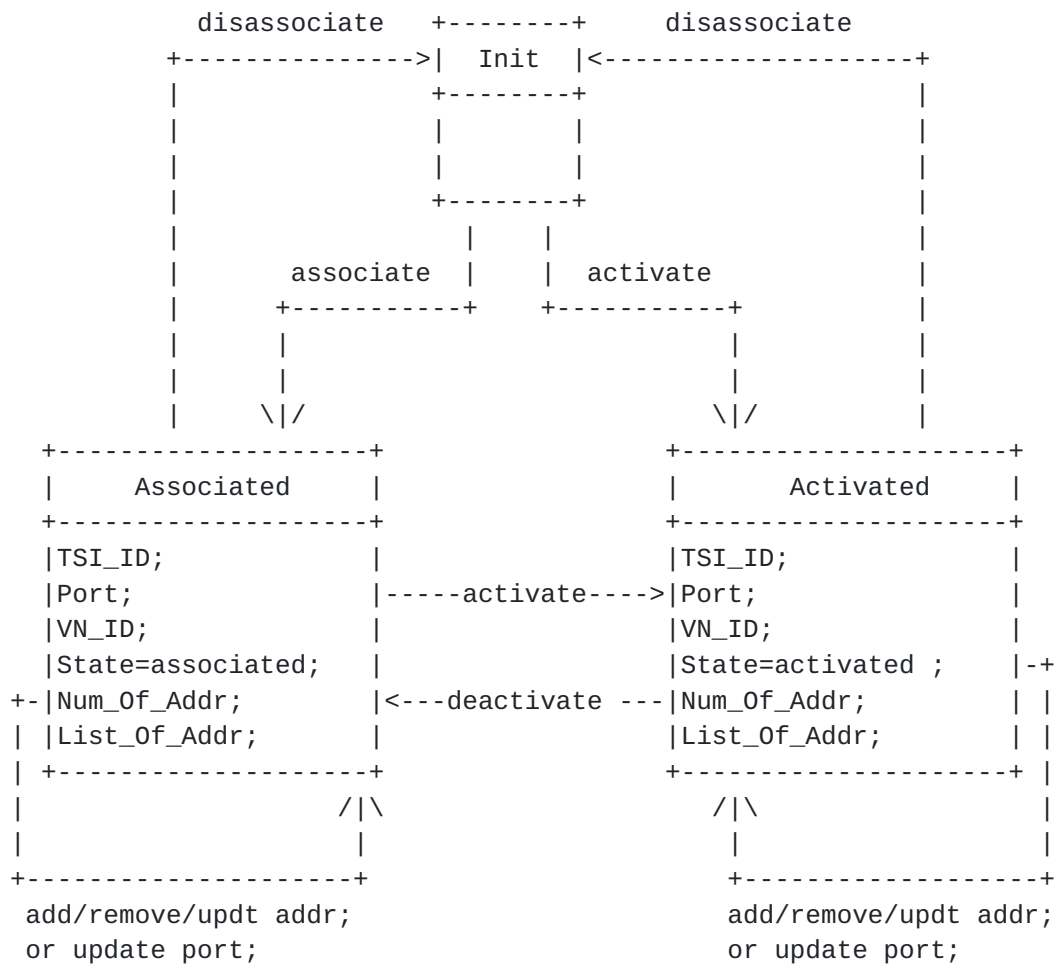 disassociate +--------+ disassociate
+--------------->| Init |<--------------------+
| +--------+ |
| | | |
| | | |
| +--------+ |
| | | |
| associate | | activate |
| +-----------+ +-----------+ |
| | | |
| | | |
| \|/ \|/ |
+--------------------+ +---------------------+
| Associated | | Activated |
+--------------------+ +---------------------+
|TSI_ID; | |TSI_ID; |
|Port; |-----activate---->|Port; |
|VN_ID; | |VN_ID; |
|State=associated; | |State=activated ; |-+
+-|Num_Of_Addr; |<---deactivate ---|Num_Of_Addr; | |
| |List_Of_Addr; | |List_Of_Addr; | |
| +--------------------+ +---------------------+ |
| /|\ /|\ |
| | | |
+---------------------+ +-------------------+
add/remove/updt addr; add/remove/updt addr;
or update port; or update port;